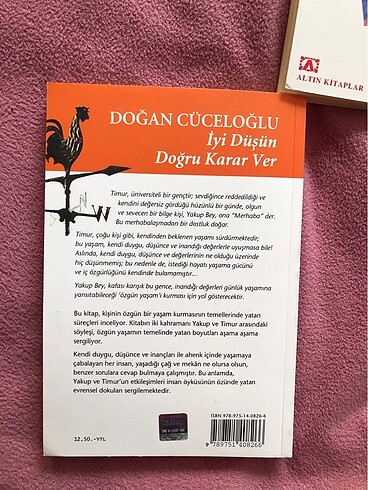 ALTIN KİTAPLAR
DOĞAN CÜCELOĞLU
İyi Düşün
Doğru Karar Ver
W
Timur, üniversiteli bir gençtir; sevdiğince reddedildiği ve
kendini değersiz gördüğü hüzünlü bir günde, olgun
ve sevecen bir bilge kişi, Yakup Bey, ona "Merhaba" der.
Bu merhabalaşmadan bir dostluk doğar.
Timur, çoğu kişi gibi, kendinden beklenen yaşamı sürdürmektedir;
bu yaşam, kendi duygu, düşünce ve inandığı değerlerle uyuşmasa bile!
Aslında, kendi duygu, düşünce ve değerlerinin ne olduğu üzerinde
hiç düşünmemiş; bu nedenle de, istediği hayatı yaşama gücünü
ve iç özgürlüğünü kendinde bulamamıştır...
Yakup Bey, kafası karışık bu gence, inandığı değerleri günlük yaşamına
yansıtabileceği 'özgün yaşam'ı kurması için yol gösterecektir.
Bu kitap, kişinin özgün bir yaşam kurmasının temellerinde yatan
süreçleri inceliyor. Kitabın iki kahramanı Yakup ve Timur arasındaki
söyleşi, özgün yaşamın temelinde yatan boyutları aşama aşama
sergiliyor.
Kendi duygu, düşünce ve inançları ile ahenk içinde yaşamaya
çabalayan her insan, yaşadığı çağ ve mekân ne olursa olsun,
benzer sorulara cevap bulmaya çalışmıştır. Bu anlamda,
Yakup ve Timur'un etkileşimleri insan öyküsünün özünde yatan
evrensel dokuları sergilemektedir.
ISBN 978-975-14-0826-6
12,50.-YTL
9 789751 408266